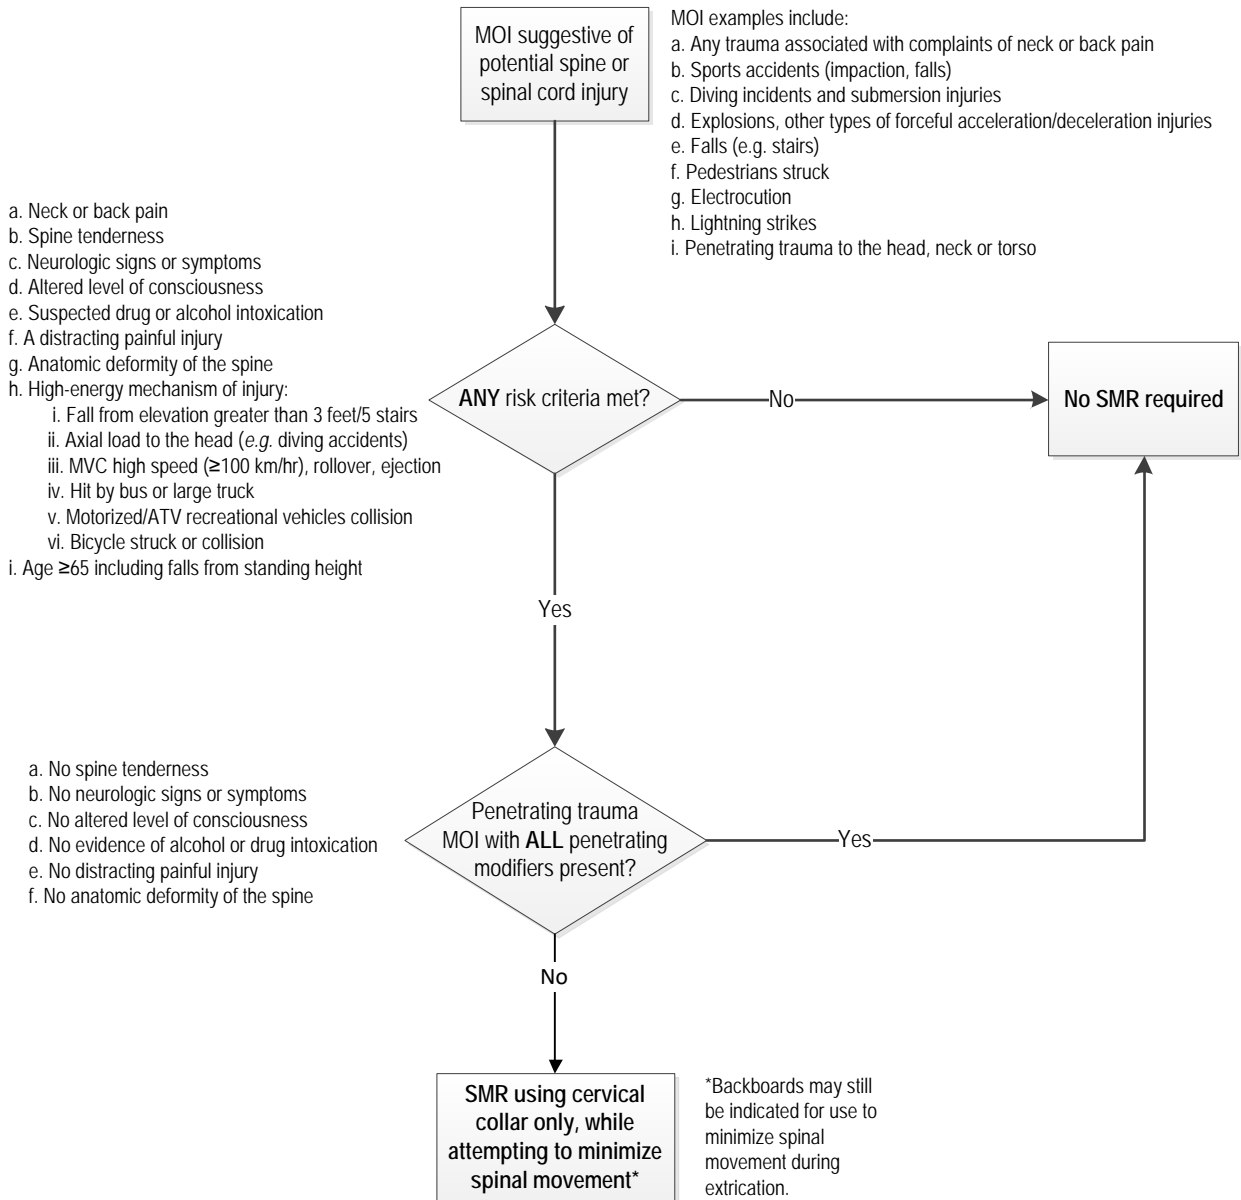 MOI suggestive of
potential spine or
spinal cord injury
MOI examples include:
a. Any trauma associated with complaints of neck or back pain
b. Sports accidents (impaction, falls)
c. Diving incidents and submersion injuries
d. Explosions, other types of forceful acceleration/deceleration injuries
e. Falls (e.g. stairs)
f. Pedestrians struck
g. Electrocution
h. Lightning strikes
i. Penetrating trauma to the head, neck or torso
a. Neck or back pain
b. Spine tenderness
c. Neurologic signs or symptoms
d. Altered level of consciousness
e. Suspected drug or alcohol intoxication
f. A distracting painful injury
g. Anatomic deformity of the spine
h. High-energy mechanism of injury:
i. Fall from elevation greater than 3 feet/5 stairs
ii. Axial load to the head (e.g. diving accidents)
iii. MVC high speed (≥100 km/hr), rollover, ejection
iv. Hit by bus or large truck
v. Motorized/ATV recreational vehicles collision
vi. Bicycle struck or collision
i. Age ≥65 including falls from standing height
ANY risk criteria met?
No
No SMR required
Yes
a. No spine tenderness
b. No neurologic signs or symptoms
c. No altered level of consciousness
d. No evidence of alcohol or drug intoxication
e. No distracting painful injury
f. No anatomic deformity of the spine
Penetrating trauma
MOI with ALL penetrating
modifiers present?
Yes
No
SMR using cervical
collar only, while
attempting to minimize
spinal movement*
*Backboards may still
be indicated for use to
minimize spinal
movement during
extrication.